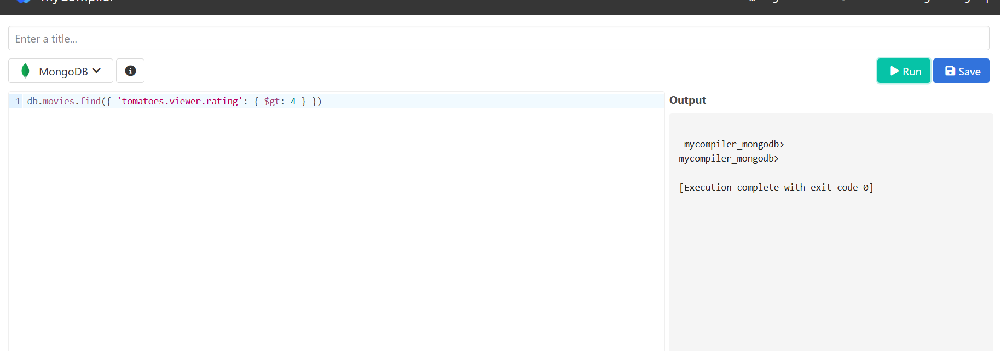 myCompiler
Enter a title...
MongoDB
Run
Save
1 db.movies.find({ 'tomatoes.viewer.rating': { $gt: 4 } })
Output
mycompiler_mongodb>
mycompiler_mongodb>
[Execution complete with exit code 0]